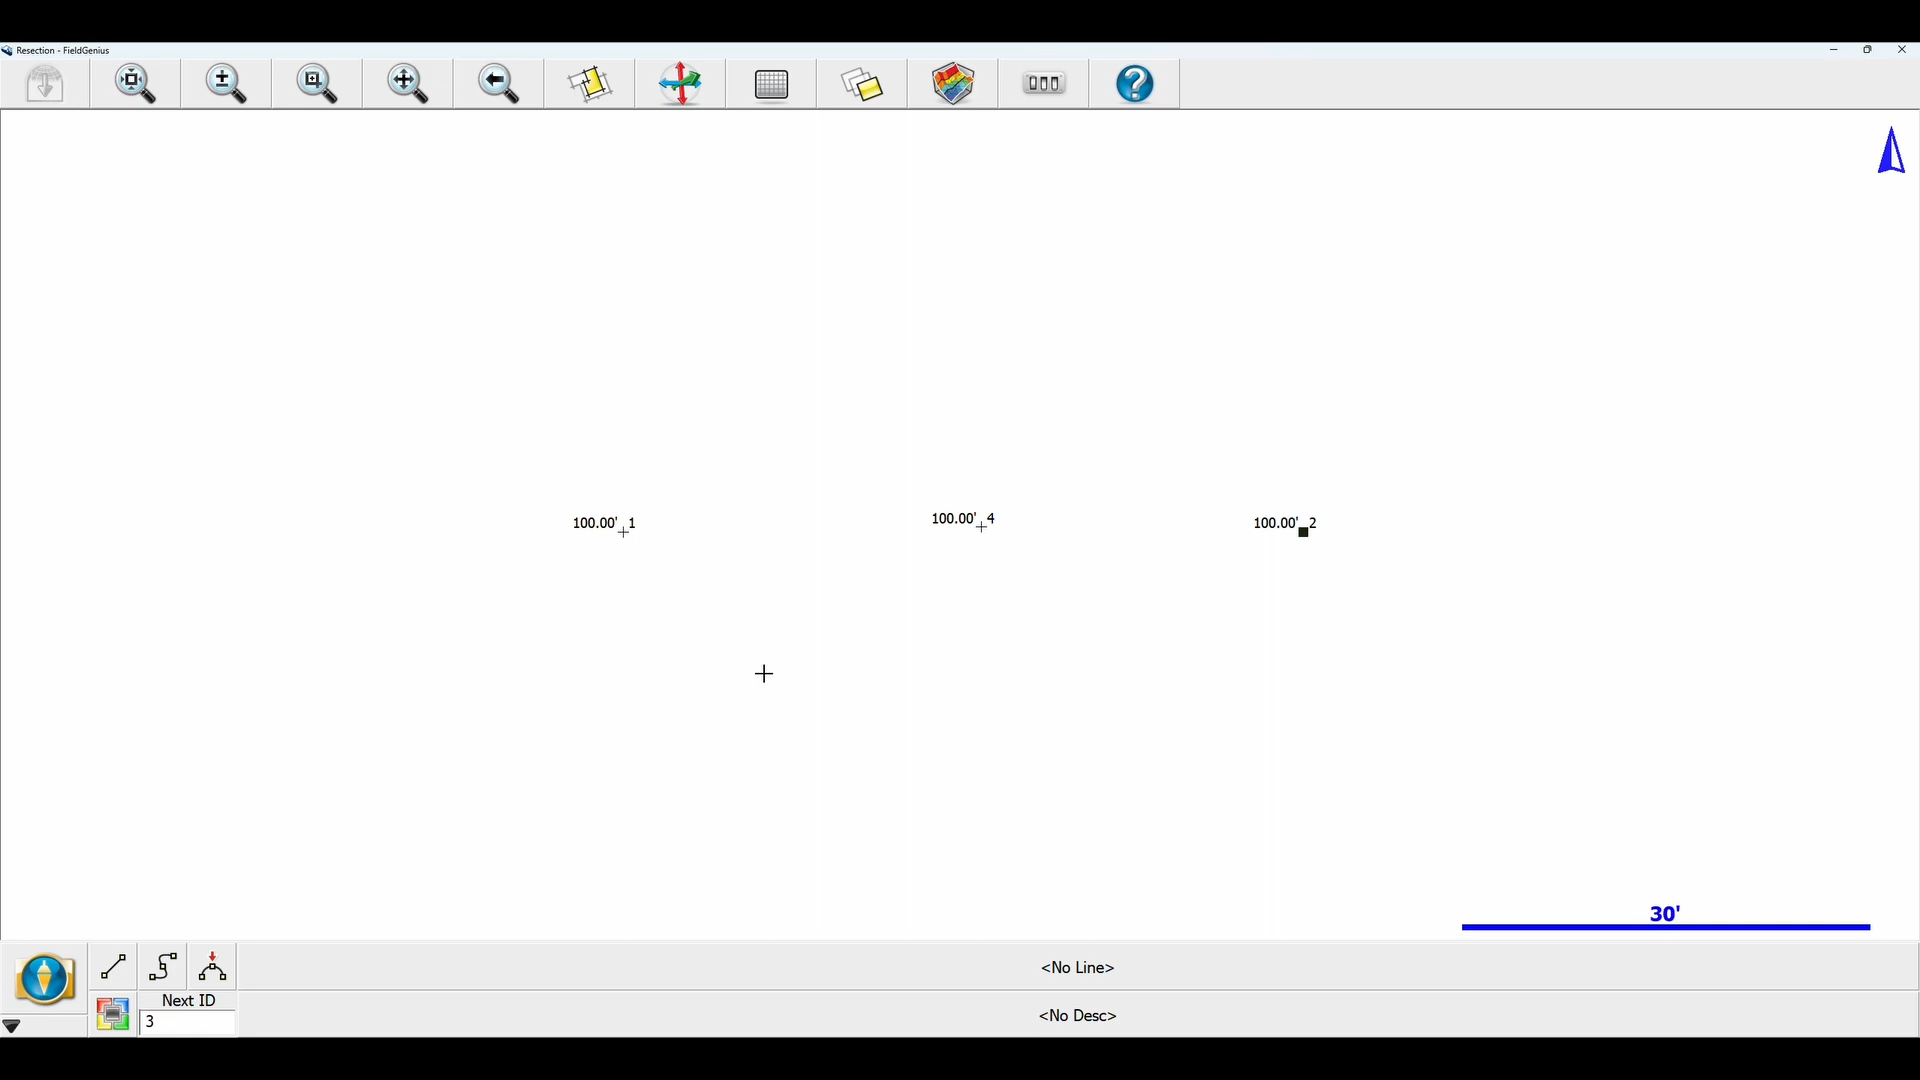 Resection - FieldGenius
100.00' 1
100.00' 4
100.00' 2
30'
<No Line>
Next ID
3
<No Desc>